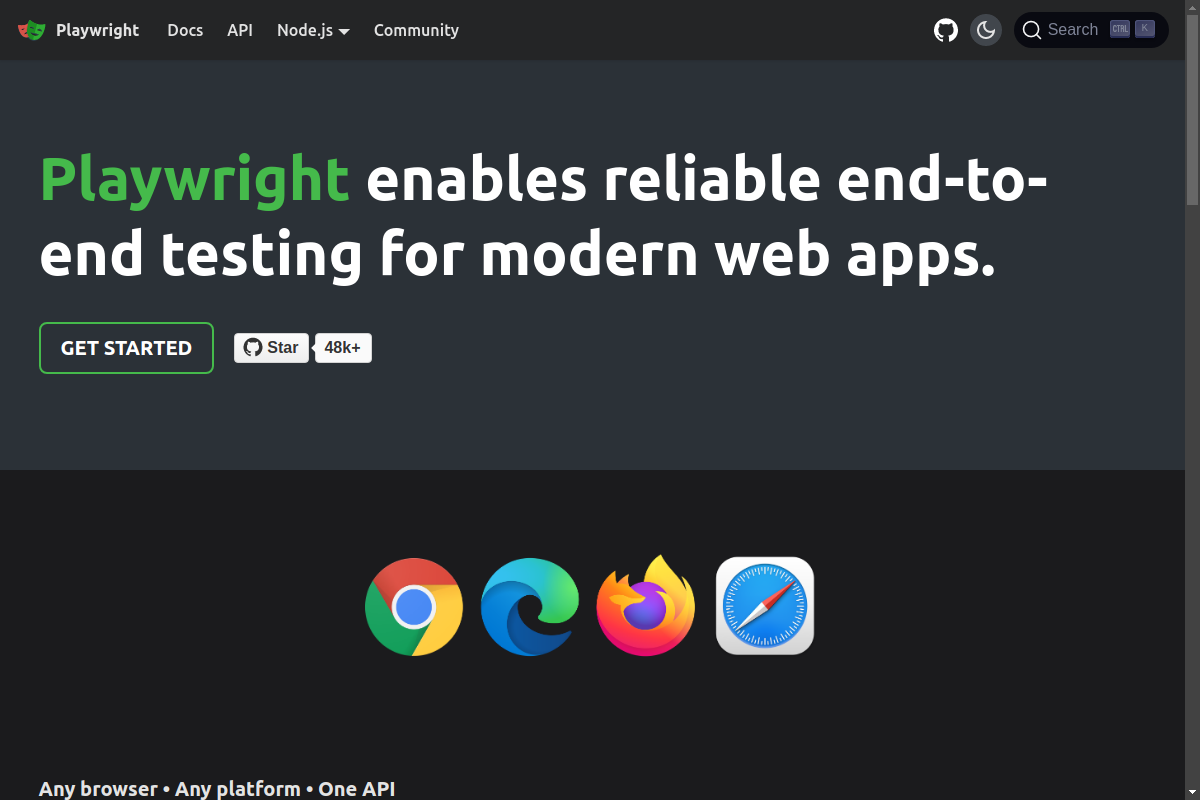 Playwright Docs API Node.js Community Search CTRL K
Playwright enables reliable end-to-
end testing for modern web apps.
GET STARTED Star 48k+
Any browser • Any platform • One API